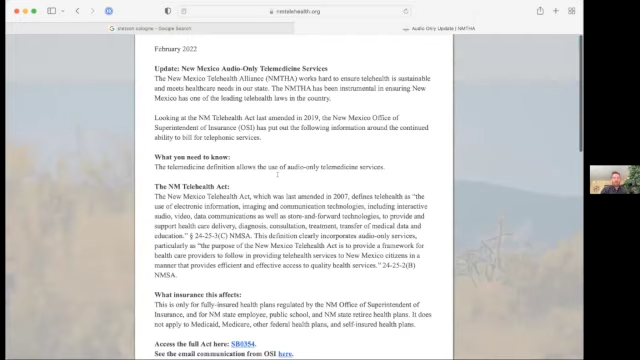 nmtelehealth.org
stetson cologne - Google Search
Audio Only Update | NMTHA
February 2022
Update: New Mexico Audio-Only Telemedicine Services
The New Mexico Telehealth Alliance (NMTHA) works hard to ensure telehealth is sustainable
and meets healthcare needs in our state. The NMTHA has been instrumental in ensuring New
Mexico has one of the leading telehealth laws in the country.
Looking at the NM Telehealth Act last amended in 2019, the New Mexico Office of
Superintendent of Insurance (OSI) has put out the following information around the continued
ability to bill for telephonic services.
What you need to know:
The telemedicine definition allows the use of audio-only telemedicine services.
The NM Telehealth Act:
The New Mexico Telehealth Act, which was last amended in 2007, defines telehealth as “the
use of electronic information, imaging and communication technologies, including interactive
audio, video, data communications as well as store-and-forward technologies, to provide and
support health care delivery, diagnosis, consultation, treatment, transfer of medical data and
education.” § 24-25-3(C) NMSA. This definition clearly incorporates audio-only services,
particularly as “the purpose of the New Mexico Telehealth Act is to provide a framework for
health care providers to follow in providing telehealth services to New Mexico citizens in a
manner that provides efficient and effective access to quality health services.” 24-25-2(B)
NMSA.
What insurance this affects:
This is only for fully-insured health plans regulated by the NM Office of Superintendent of
Insurance, and for NM state employee, public school, and NM state retiree health plans. It does
not apply to Medicaid, Medicare, other federal health plans, and self-insured health plans.
Access the full Act here: SB0354.
See the email communication from OSI here.